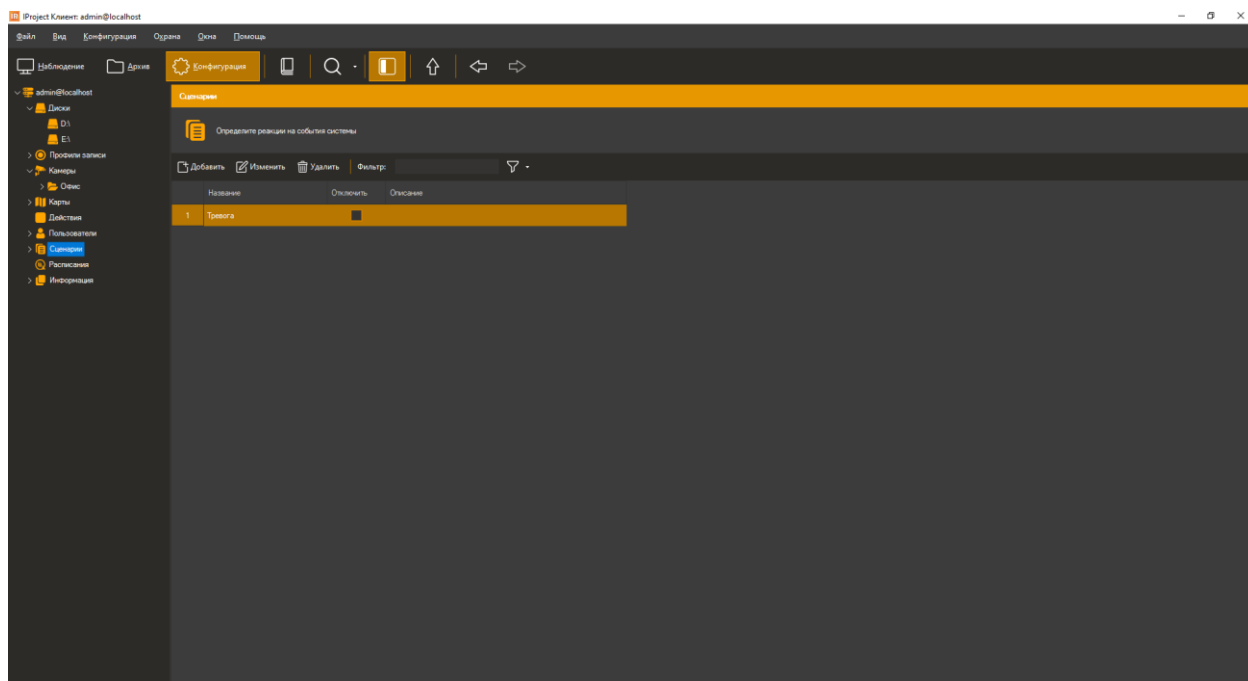 IProject Клиент: admin@localhost
Файл Вид Конфигурация Охрана Окна Помощь
Наблюдение Архив Конфигурация
admin@localhost
Диски
D:\
E:\
Профили записи
Камеры
Офис
Карты
Действия
Пользователи
Сценарии
Расписания
Информация
Сценарии
Определите реакции на события системы
Добавить Изменить Удалить Фильтр:
Название Отключить Описание
1 Тревога